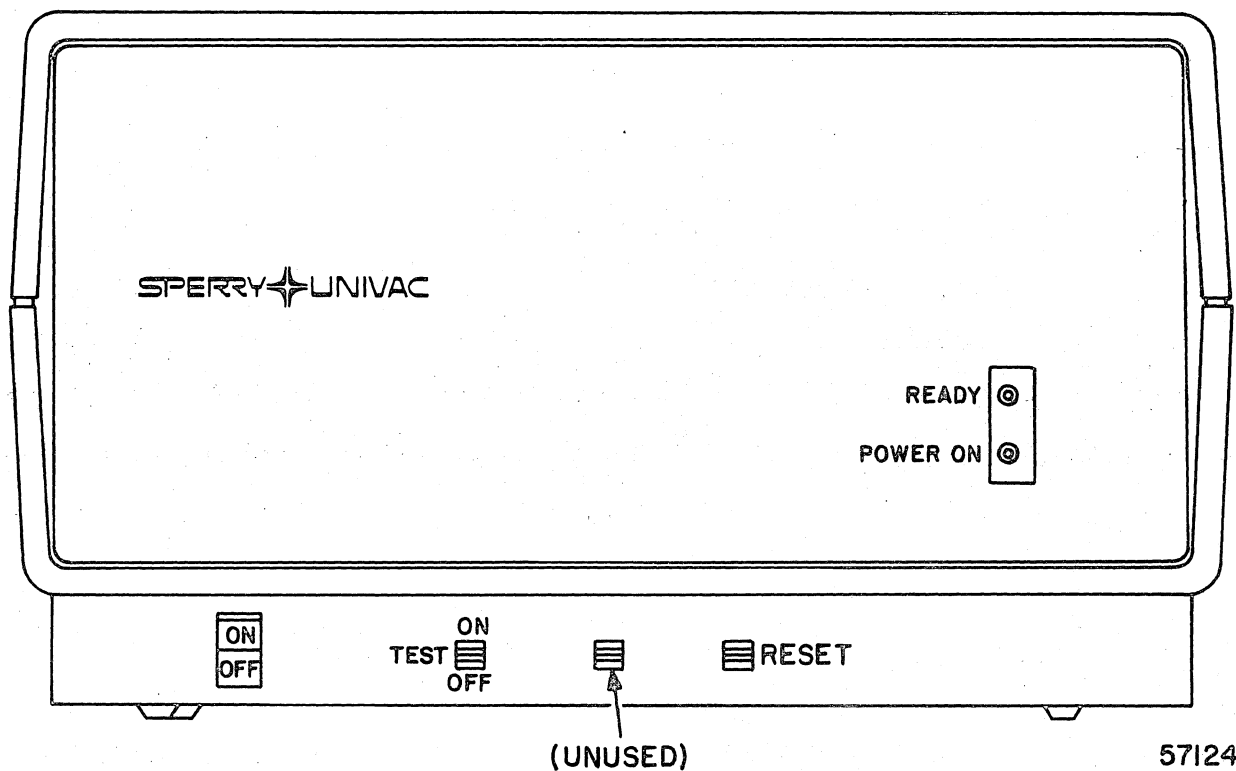 SPERRY UNIVAC
READY
POWER ON
ON
OFF
TEST
ON
OFF
RESET
(UNUSED)
57124